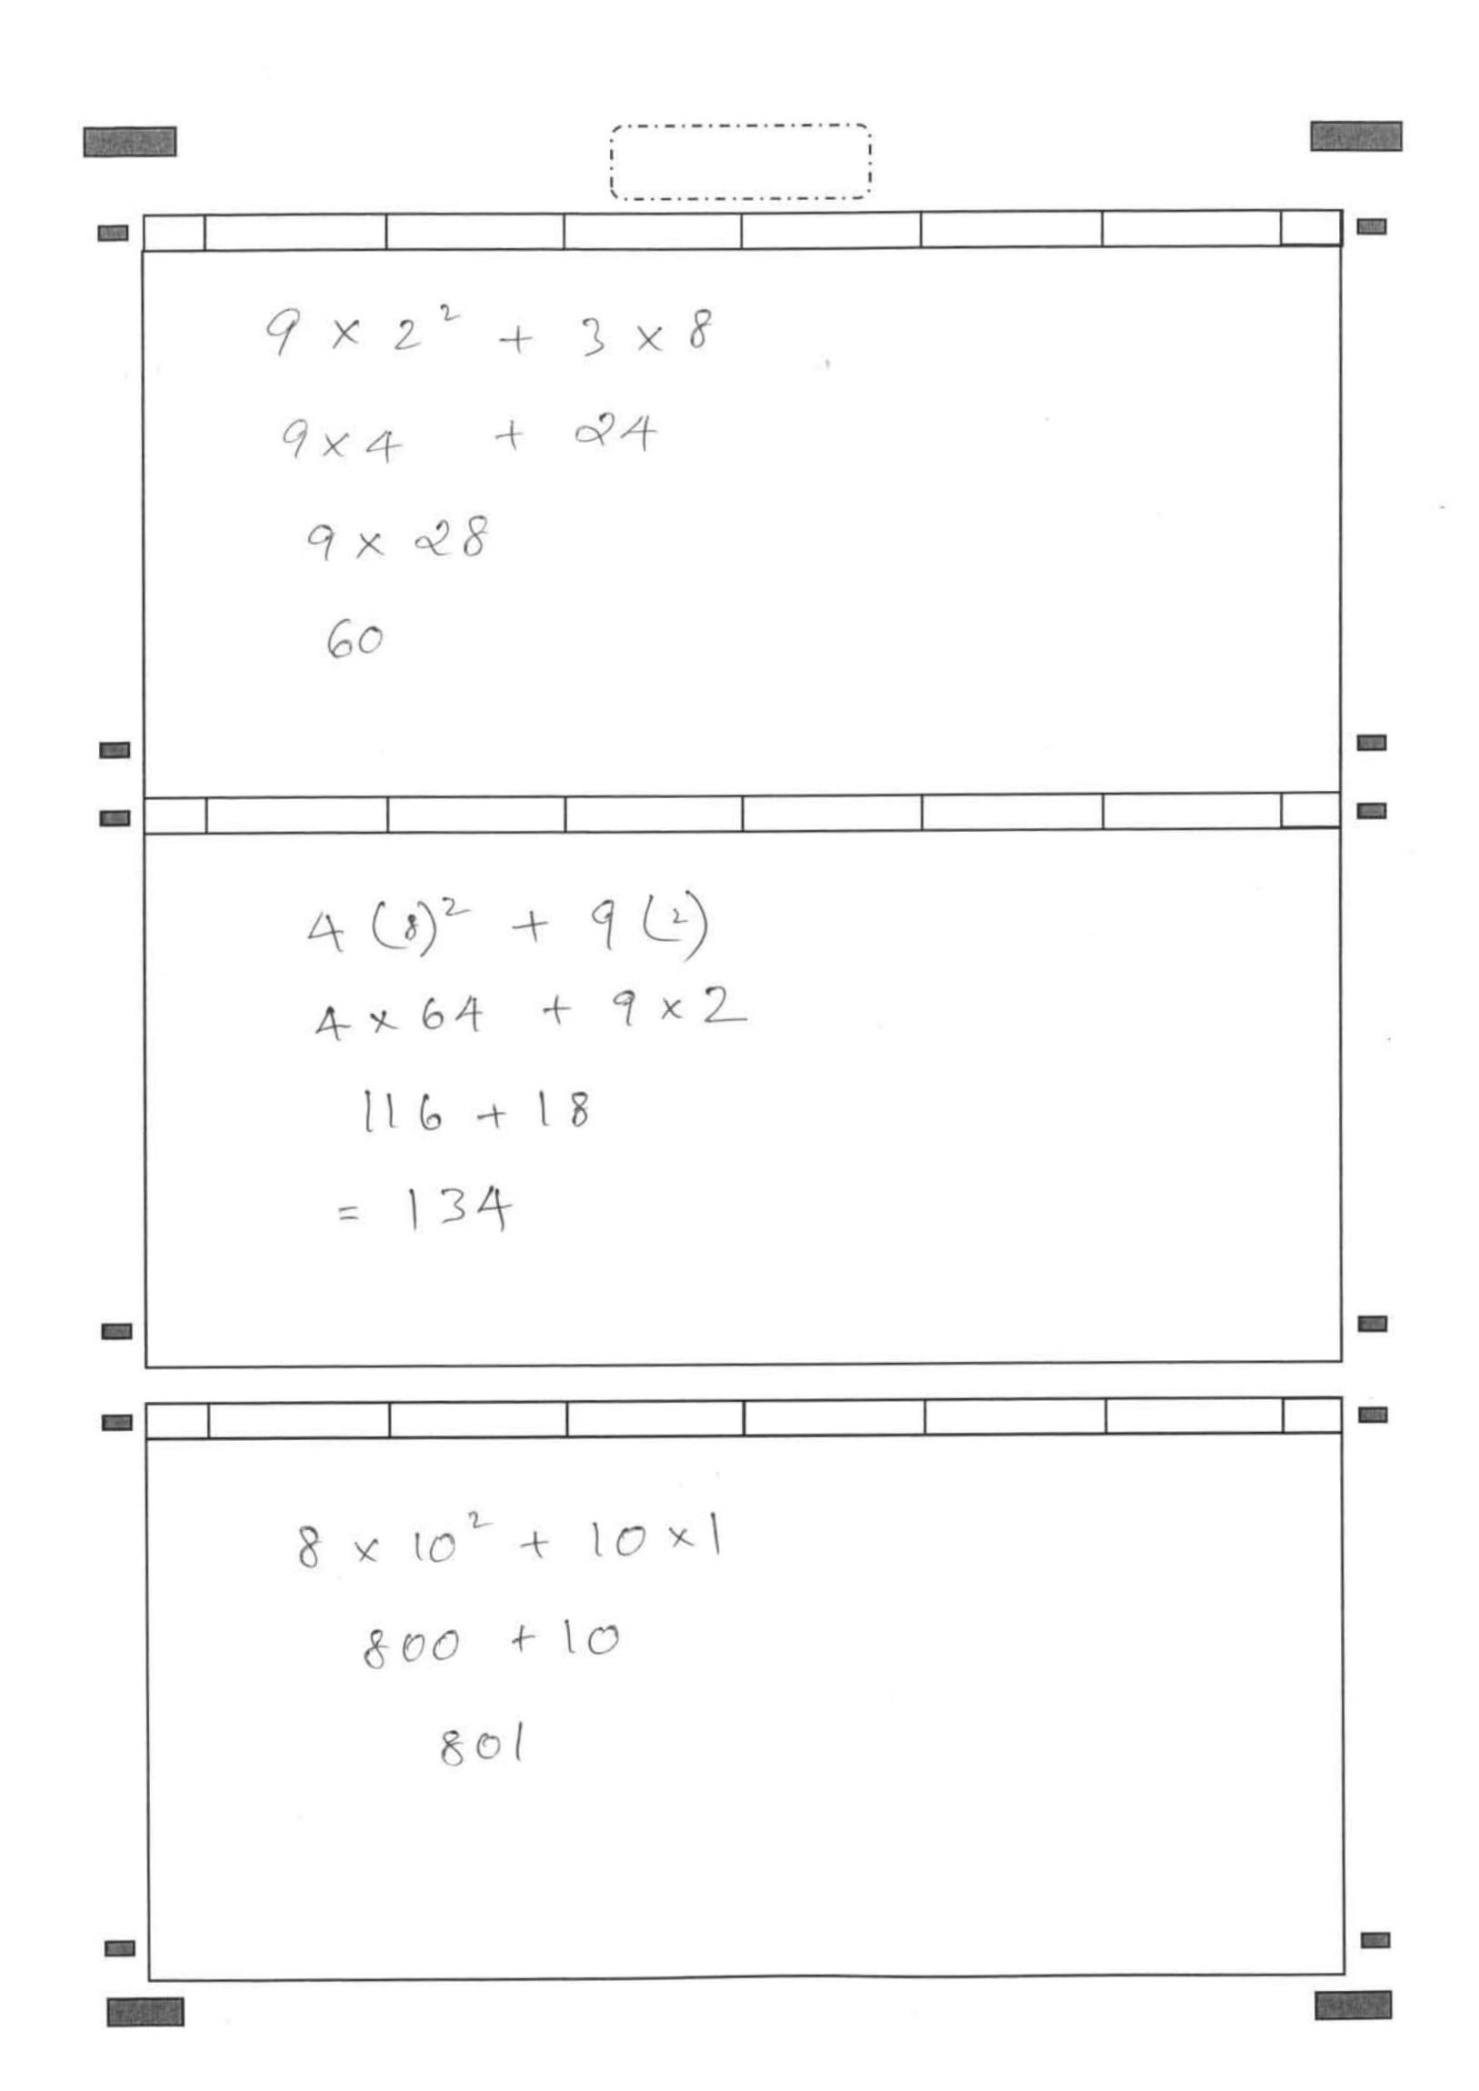 9 × 2² + 3 × 8
9 × 4 + 24
9 × 28
60
4 (8)² + 9 (2)
4 × 64 + 9 × 2
116 + 18
= 134
8 × 10² + 10 × 1
800 + 10
801